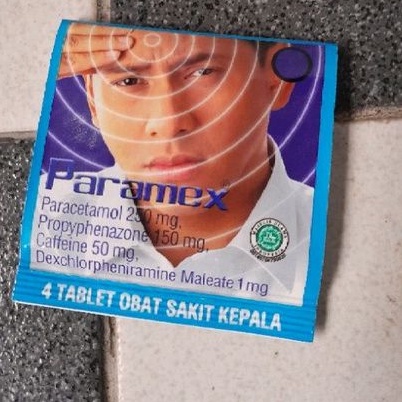 Paramex
Paracetamol 250 mg,
Propyphenazone 150 mg,
Caffeine 50 mg,
Dexchlorpheniramine Maleate 1 mg
4 TABLET OBAT SAKIT KEPALA